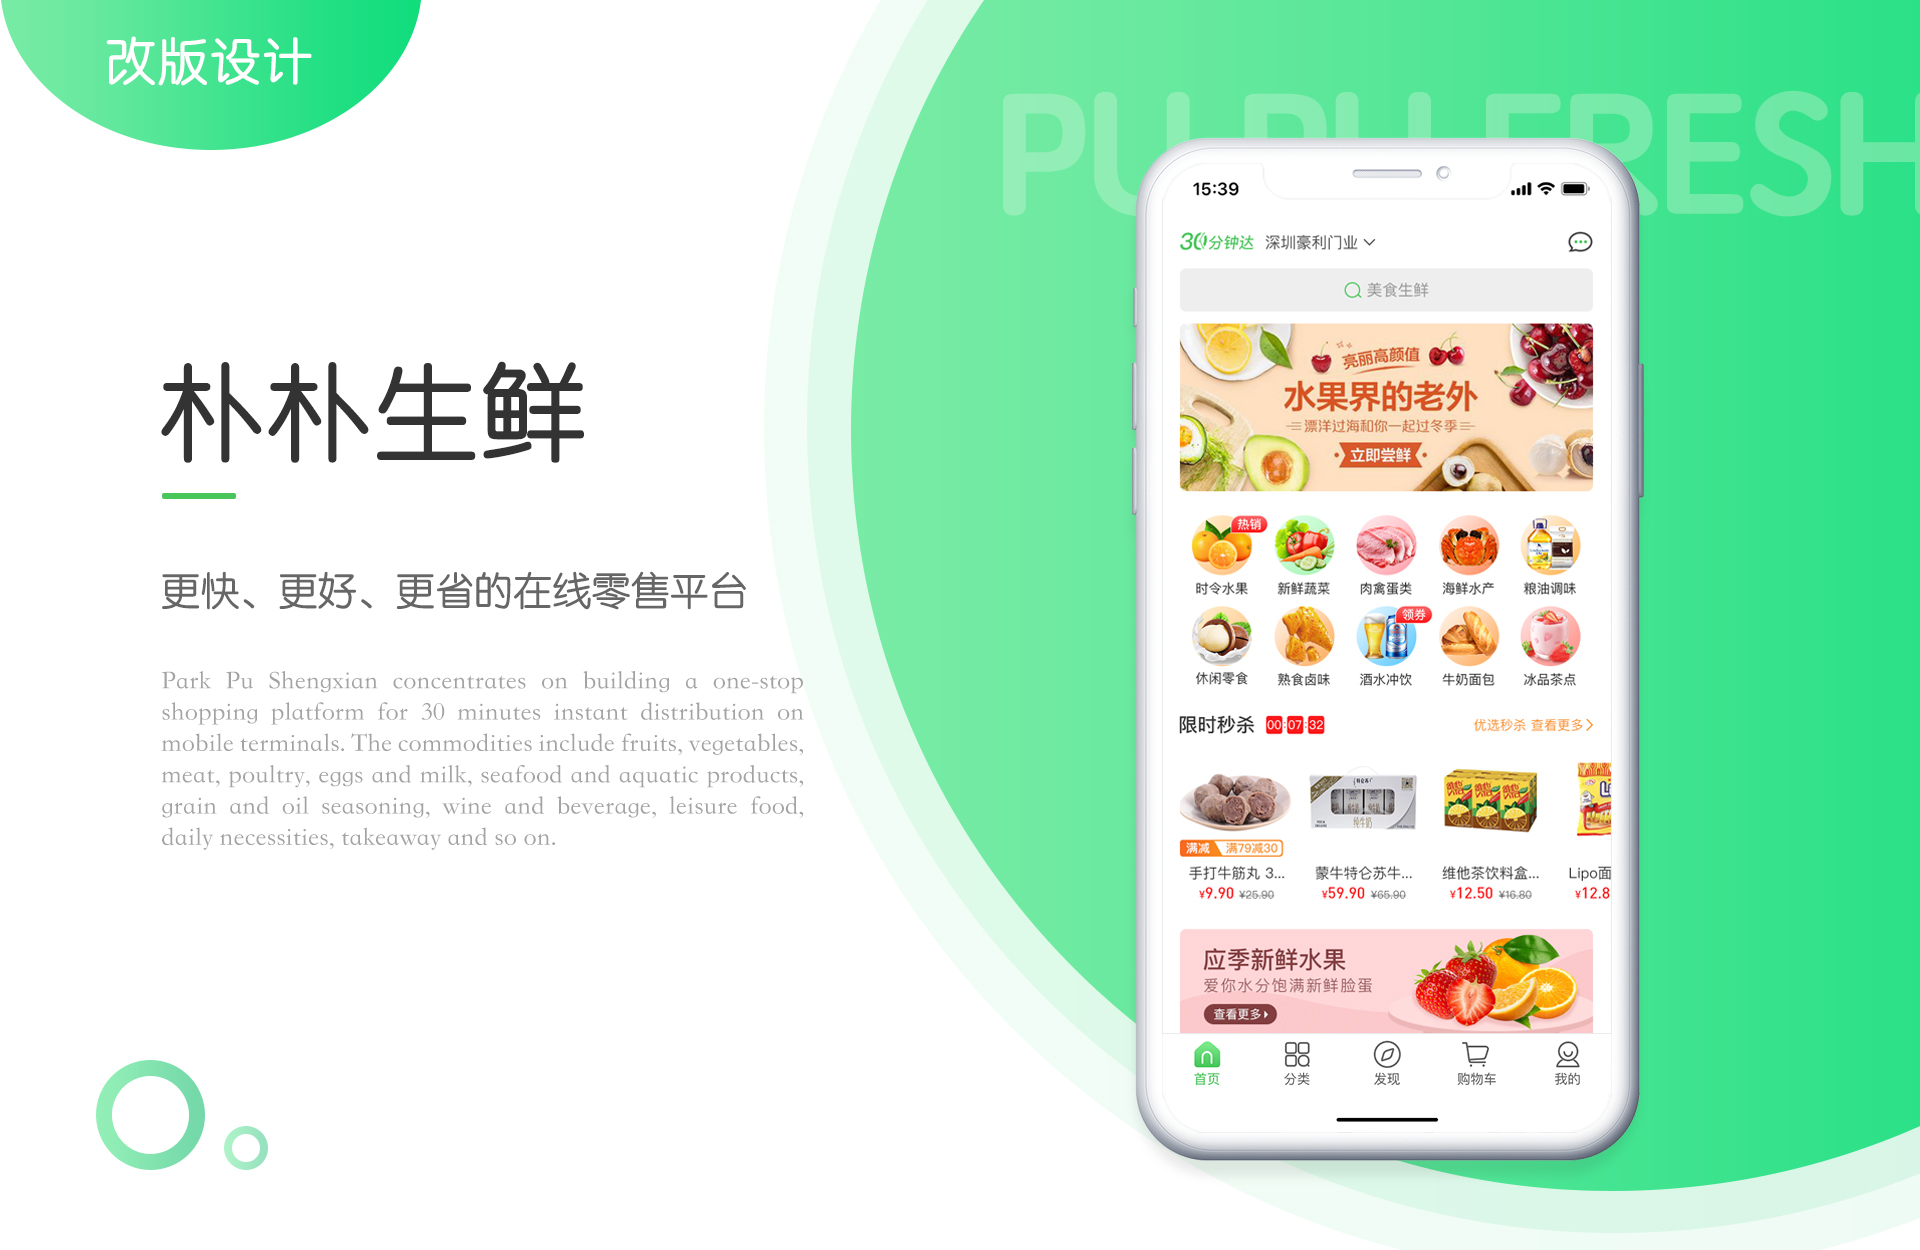 改版设计
PU PU FRESH
朴朴生鲜
更快、更好、更省的在线零售平台
Park Pu Shengxian concentrates on building a one-stop
shopping platform for 30 minutes instant distribution on
mobile terminals. The commodities include fruits, vegetables,
meat, poultry, eggs and milk, seafood and aquatic products,
grain and oil seasoning, wine and beverage, leisure food,
daily necessities, takeaway and so on.
15:39
30分钟达 深圳豪利门业
美食生鲜
亮丽高颜值
水果界的老外
漂洋过海和你一起过冬季
立即尝鲜
热销
时令水果 新鲜蔬菜 肉禽蛋类 海鲜水产 粮油调味
领券
休闲零食 熟食卤味 酒水冲饮 牛奶面包 冰品茶点
限时秒杀 00:07:32 优选秒杀 查看更多
满减 满79减30
手打牛筋丸 3... 蒙牛特仑苏牛... 维他茶饮料盒... Lipo面
¥9.90 ¥25.90 ¥59.90 ¥65.90 ¥12.50 ¥16.80 ¥12.8
应季新鲜水果
爱你水分饱满新鲜脸蛋
查看更多
首页 分类 发现 购物车 我的